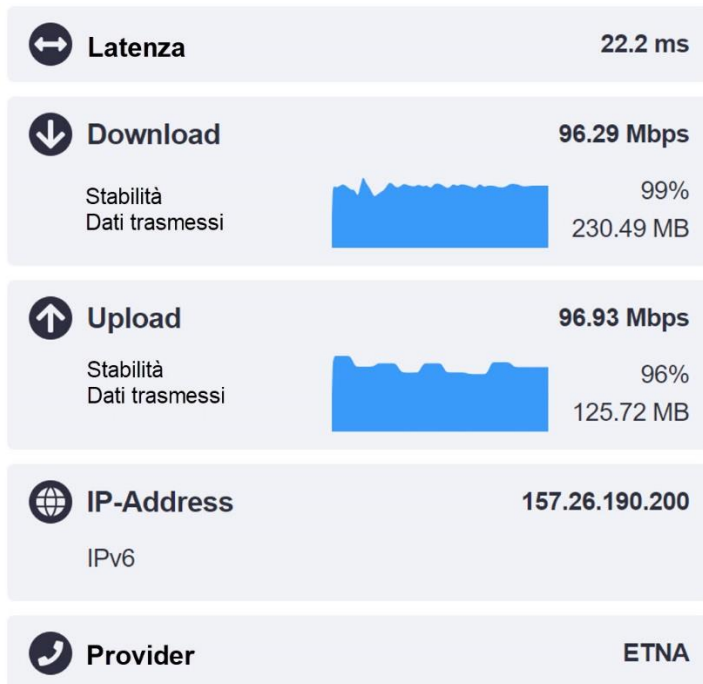 Latenza 22.2 ms
Download 96.29 Mbps
Stabilità 99%
Dati trasmessi 230.49 MB
Upload 96.93 Mbps
Stabilità 96%
Dati trasmessi 125.72 MB
IP-Address 157.26.190.200
IPv6
Provider ETNA